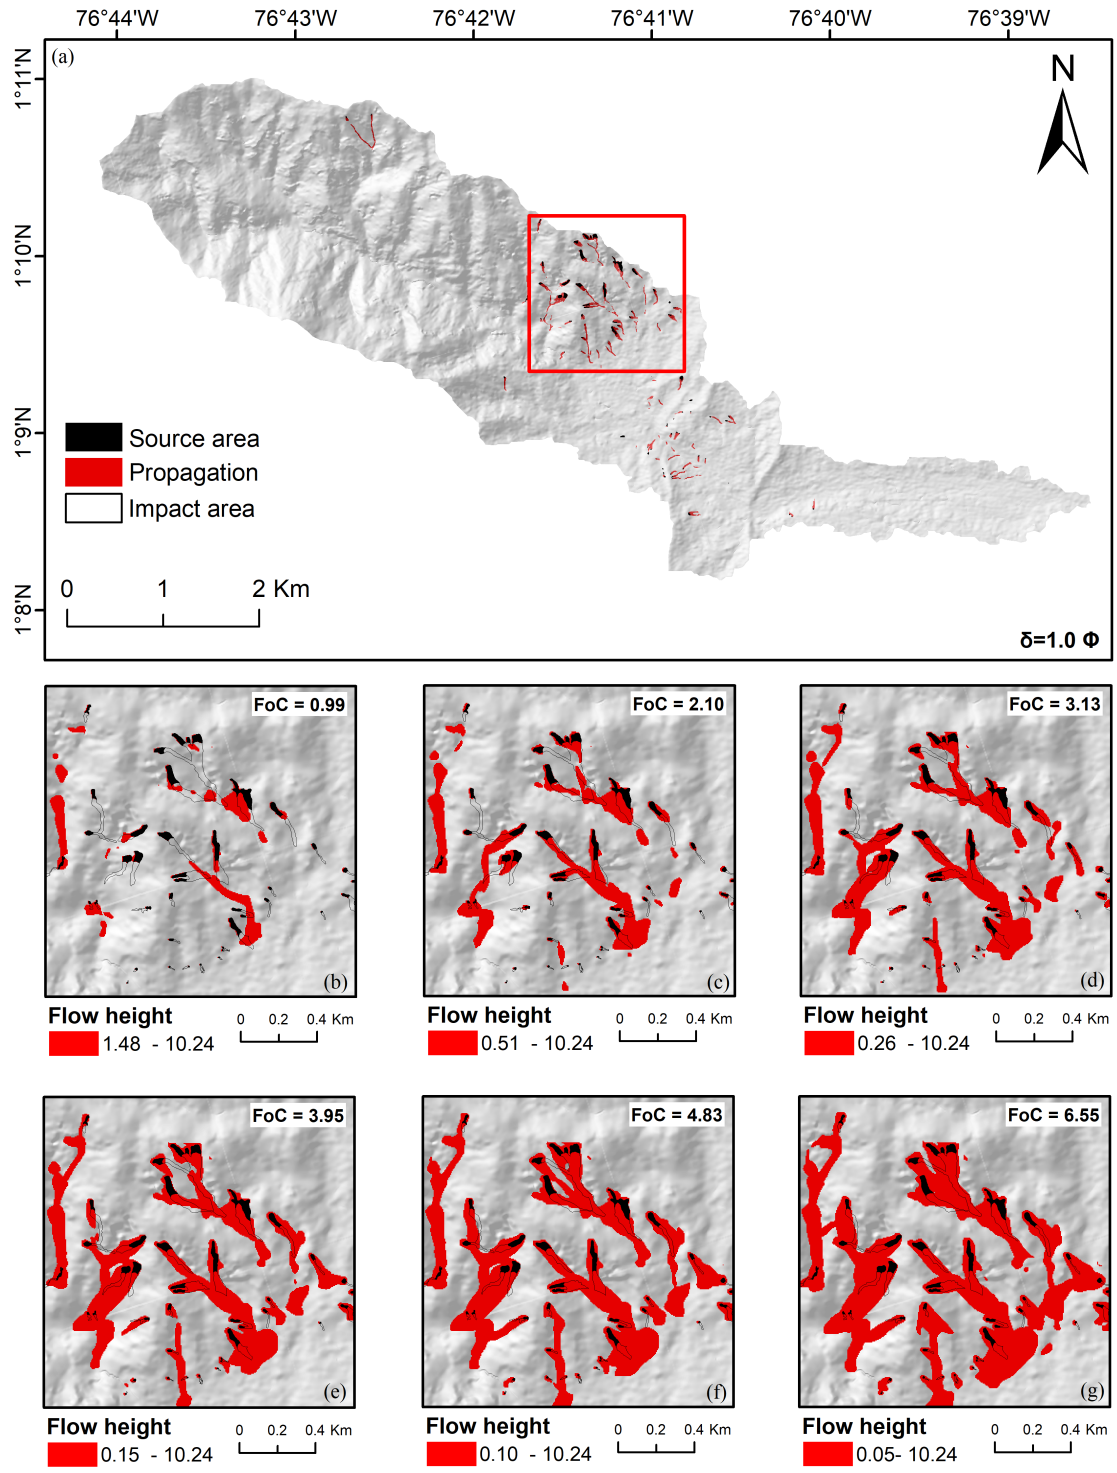 76°44'W 76°43'W 76°42'W 76°41'W 76°40'W 76°39'W
(a)
N
1°11'N
1°10'N
1°9'N
1°8'N
Source area
Propagation
Impact area
0 1 2 Km
δ=1.0 Φ
FoC = 0.99
(b)
Flow height
1.48 - 10.24
0 0.2 0.4 Km
FoC = 2.10
(c)
Flow height
0.51 - 10.24
0 0.2 0.4 Km
FoC = 3.13
(d)
Flow height
0.26 - 10.24
0 0.2 0.4 Km
FoC = 3.95
(e)
Flow height
0.15 - 10.24
0 0.2 0.4 Km
FoC = 4.83
(f)
Flow height
0.10 - 10.24
0 0.2 0.4 Km
FoC = 6.55
(g)
Flow height
0.05- 10.24
0 0.2 0.4 Km